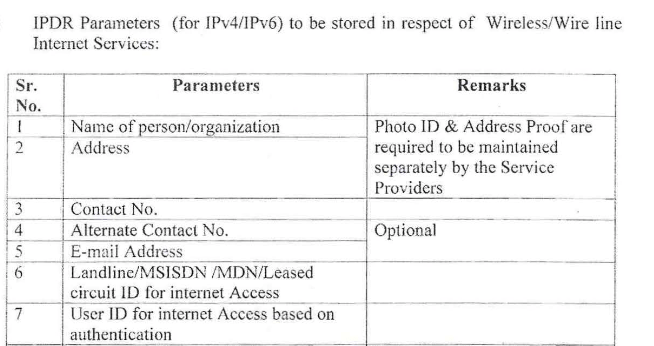 IPDR Parameters (for IPv4/IPv6) to be stored in respect of Wireless/Wire line
Internet Services:
Sr. No. Parameters Remarks
1 Name of person/organization Photo ID & Address Proof are
2 Address required to be maintained
separately by the Service
Providers
3 Contact No.
4 Alternate Contact No. Optional
5 E-mail Address
6 Landline/MSISDN /MDN/Leased
circuit ID for internet Access
7 User ID for internet Access based on
authentication